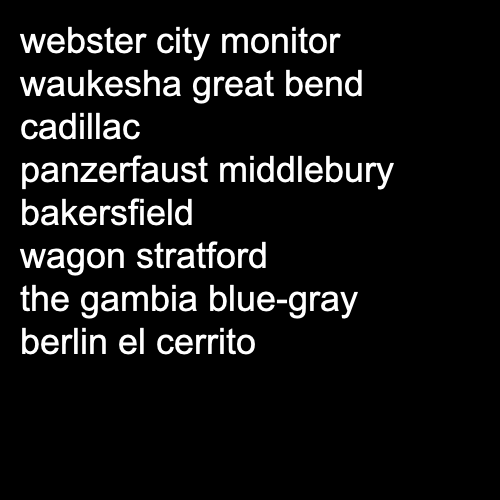 webster city monitor
waukesha great bend
cadillac
panzerfaust middlebury
bakersfield
wagon stratford
the gambia blue-gray
berlin el cerrito